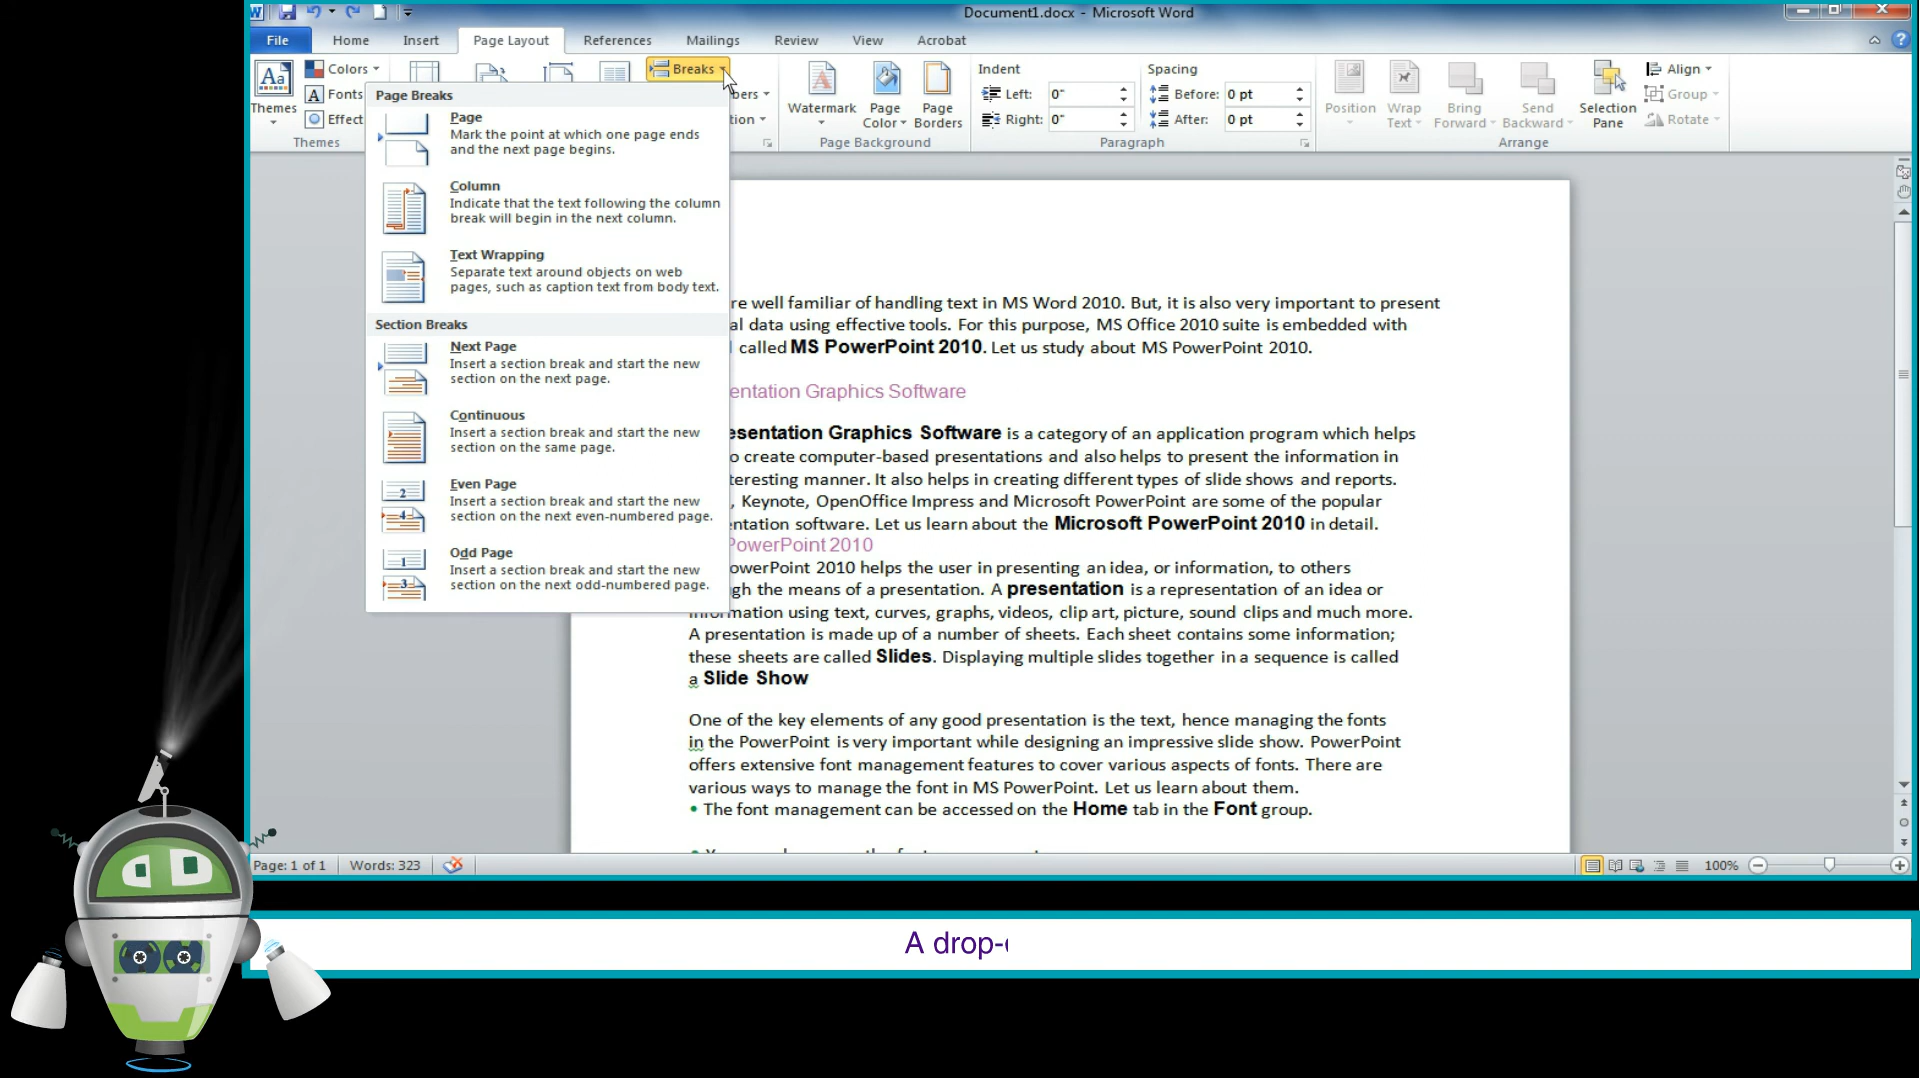 Document1.docx - Microsoft Word
File Home Insert Page Layout References Mailings Review View Acrobat
Themes
Colors
Fonts
Effect
Themes
Breaks
Watermark
Page Color
Page Borders
Page Background
Indent
Left: 0"
Right: 0"
Spacing
Before: 0 pt
After: 0 pt
Paragraph
Position
Wrap Text
Bring Forward
Send Backward
Selection Pane
Align
Group
Rotate
Arrange
Page Breaks
Page
Mark the point at which one page ends
and the next page begins.
Column
Indicate that the text following the column
break will begin in the next column.
Text Wrapping
Separate text around objects on web
pages, such as caption text from body text.
Section Breaks
Next Page
Insert a section break and start the new
section on the next page.
Continuous
Insert a section break and start the new
section on the same page.
Even Page
Insert a section break and start the new
section on the next even-numbered page.
Odd Page
Insert a section break and start the new
section on the next odd-numbered page.
re well familiar of handling text in MS Word 2010. But, it is also very important to present
al data using effective tools. For this purpose, MS Office 2010 suite is embedded with
called MS PowerPoint 2010. Let us study about MS PowerPoint 2010.
entation Graphics Software
esentation Graphics Software is a category of an application program which helps
o create computer-based presentations and also helps to present the information in
teresting manner. It also helps in creating different types of slide shows and reports.
, Keynote, OpenOffice Impress and Microsoft PowerPoint are some of the popular
entation software. Let us learn about the Microsoft PowerPoint 2010 in detail.
PowerPoint 2010
owerPoint 2010 helps the user in presenting an idea, or information, to others
gh the means of a presentation. A presentation is a representation of an idea or
information using text, curves, graphs, videos, clip art, picture, sound clips and much more.
A presentation is made up of a number of sheets. Each sheet contains some information;
these sheets are called Slides. Displaying multiple slides together in a sequence is called
a Slide Show
One of the key elements of any good presentation is the text, hence managing the fonts
in the PowerPoint is very important while designing an impressive slide show. PowerPoint
offers extensive font management features to cover various aspects of fonts. There are
various ways to manage the font in MS PowerPoint. Let us learn about them.
• The font management can be accessed on the Home tab in the Font group.
Page: 1 of 1 Words: 323 100%
A drop-